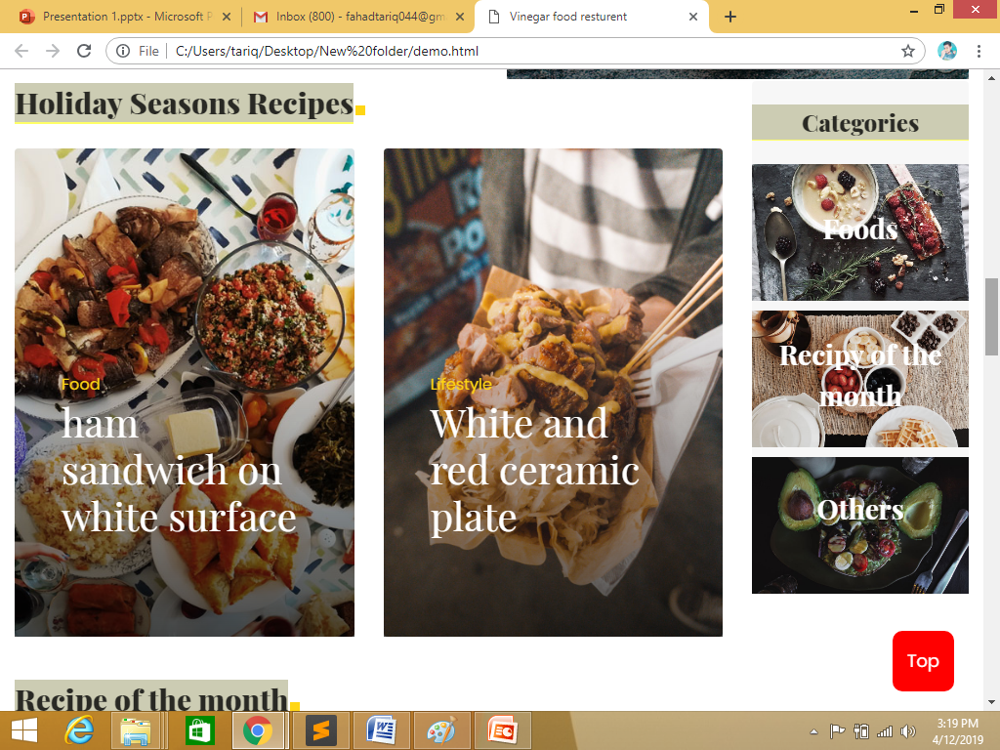 Presentation 1.pptx - Microsoft P
Inbox (800) - fahadtariq044@gm
Vinegar food resturent
File
C:/Users/tariq/Desktop/New%20folder/demo.html
Holiday Seasons Recipes
Categories
Foods
Recipy of the
month
Others
Food
ham
sandwich on
white surface
Lifestyle
White and
red ceramic
plate
Top
Recipe of the month
3:19 PM
4/12/2019